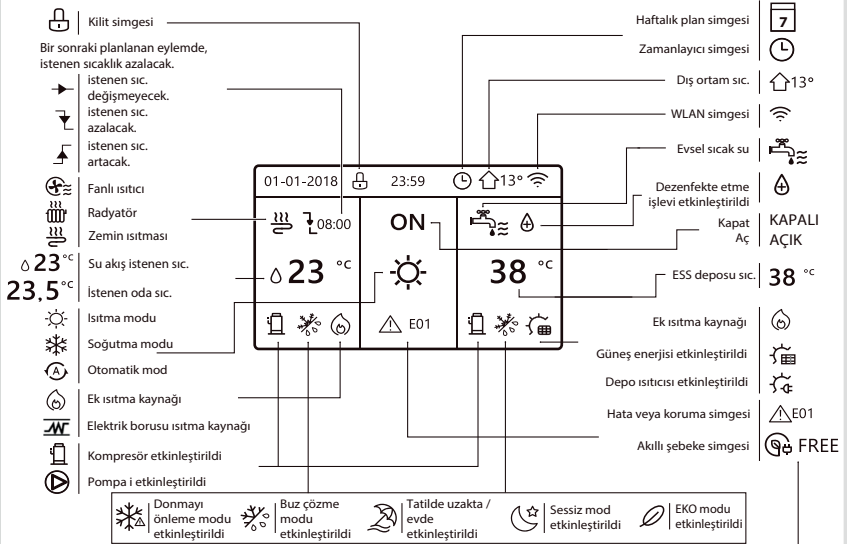 Kilit simgesi
Bir sonraki planlanan eylemde,
istenen sıcaklık azalacak.
istenen sıc.
değişmeyecek.
istenen sıc.
azalacak.
istenen sıc.
artacak.
Fanlı ısıtıcı
Radyatör
Zemin ısıtması
23 °C Su akış istenen sıc.
23,5°C İstenen oda sıc.
Isıtma modu
Soğutma modu
A Otomatik mod
Ek ısıtma kaynağı
Elektrik borusu ısıtma kaynağı
Kompresör etkinleştirildi
Pompa i etkinleştirildi
01-01-2018 23:59 13°
08:00 ON
23 °C 38 °C
E01
Haftalık plan simgesi 7
Zamanlayıcı simgesi
Dış ortam sıc. 13°
WLAN simgesi
Evsel sıcak su
Dezenfekte etme
işlevi etkinleştirildi
Kapat KAPALI
Aç AÇIK
ESS deposu sıc. 38 °C
Ek ısıtma kaynağı
Güneş enerjisi etkinleştirildi
Depo ısıtıcısı etkinleştirildi
Hata veya koruma simgesi E01
Akıllı şebeke simgesi FREE
Donmayı
önleme modu
etkinleştirildi
Buz çözme
modu
etkinleştirildi
Tatilde uzakta /
evde
etkinleştirildi
Sessiz mod
etkinleştirildi
EKO modu
etkinleştirildi